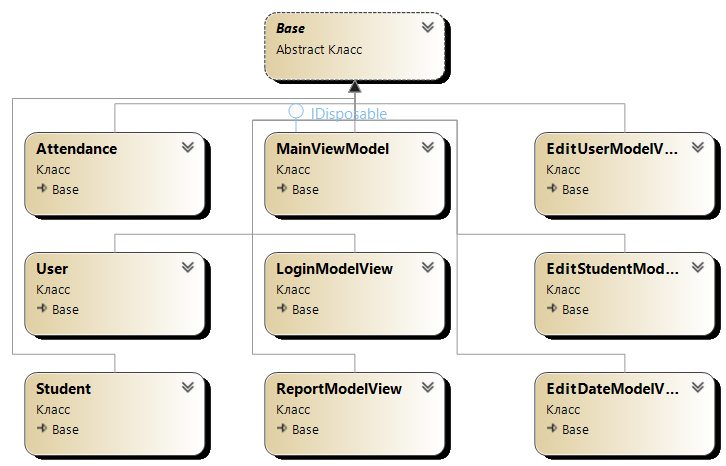 Base
Abstract Класс
IDisposable
Attendance
Класс
Base
MainViewModel
Класс
Base
EditUserModelV...
Класс
Base
User
Класс
Base
LoginModelView
Класс
Base
EditStudentMod...
Класс
Base
Student
Класс
Base
ReportModelView
Класс
Base
EditDateModelV...
Класс
Base